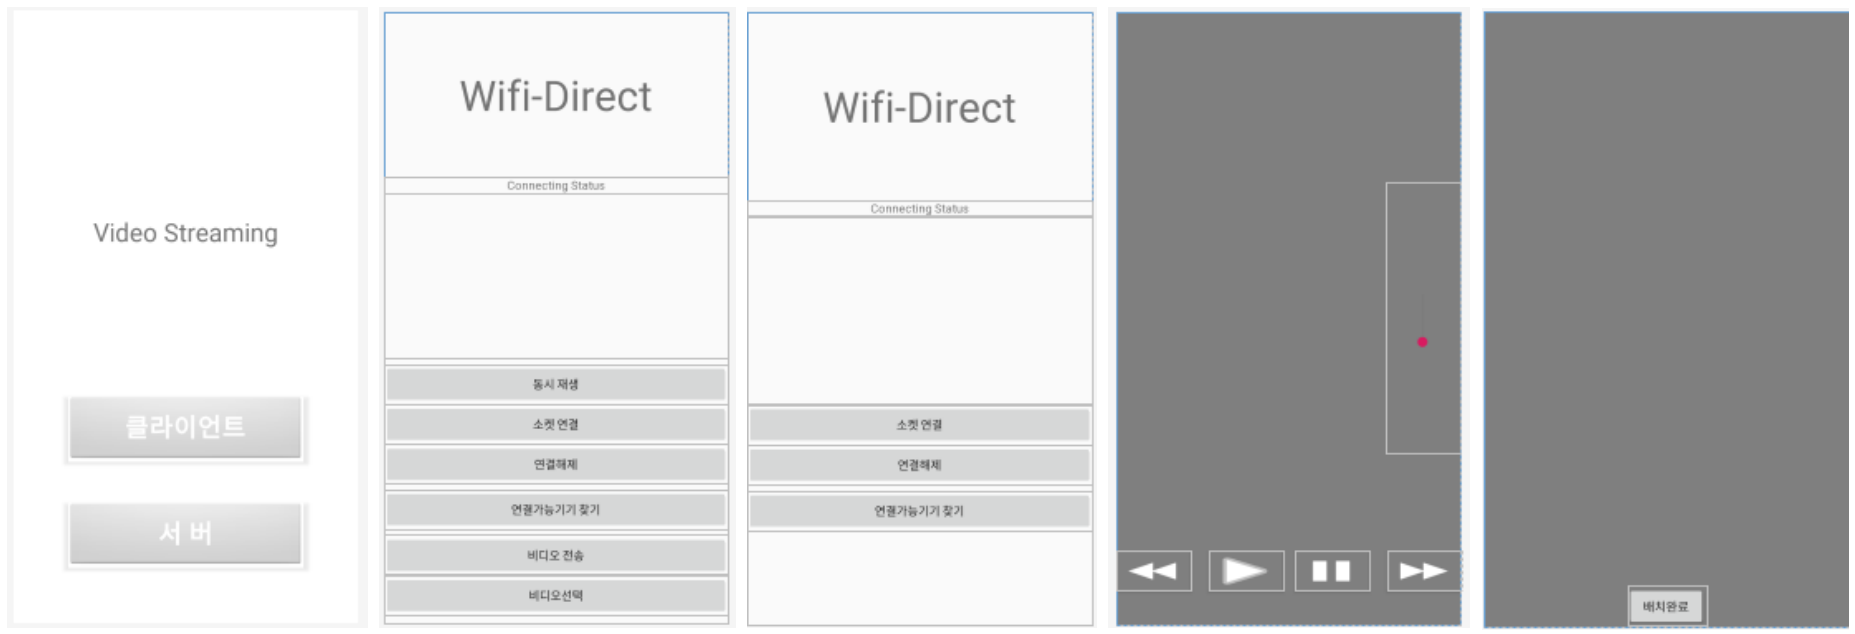 Video Streaming
클라이언트
서 버
Wifi-Direct
Connecting Status
동시 재생
소켓 연결
연결해제
연결가능기기 찾기
비디오 전송
비디오선택
Wifi-Direct
Connecting Status
소켓 연결
연결해제
연결가능기기 찾기
배치완료